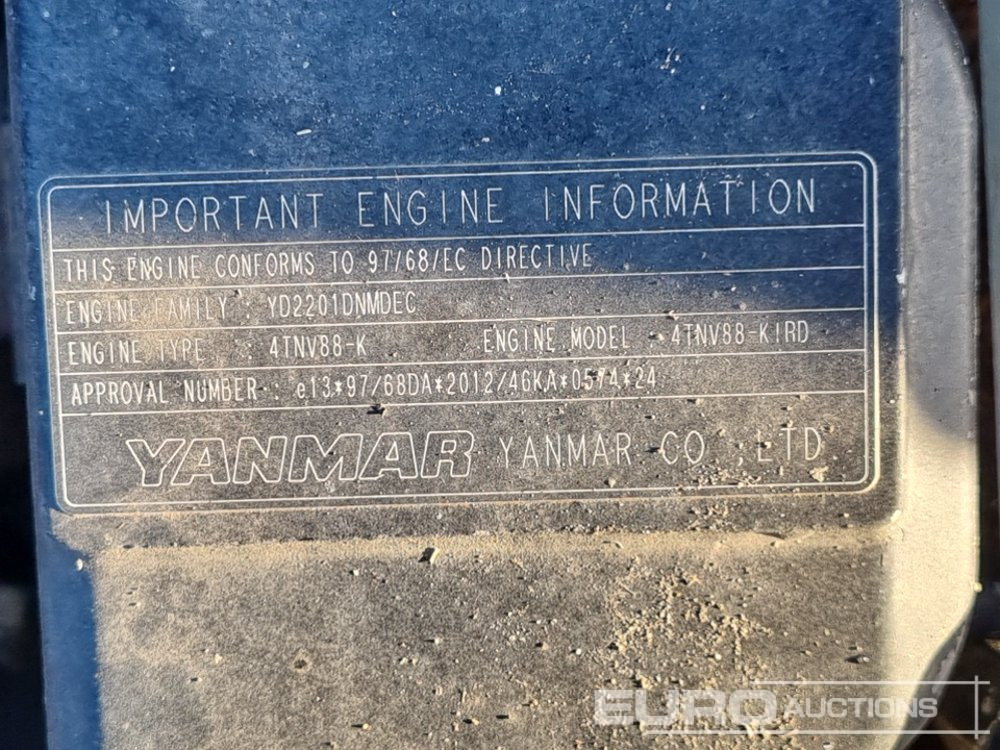 IMPORTANT ENGINE INFORMATION
THIS ENGINE CONFORMS TO 97/68/EC DIRECTIVE
ENGINE FAMILY : YD2201DNMDEC
ENGINE TYPE : 4TNV88-K ENGINE MODEL : 4TNV88-KIRD
APPROVAL NUMBER : e13*97/68DA*2012/46KA*0574*24
YANMAR YANMAR CO.,LTD.
EURO AUCTIONS